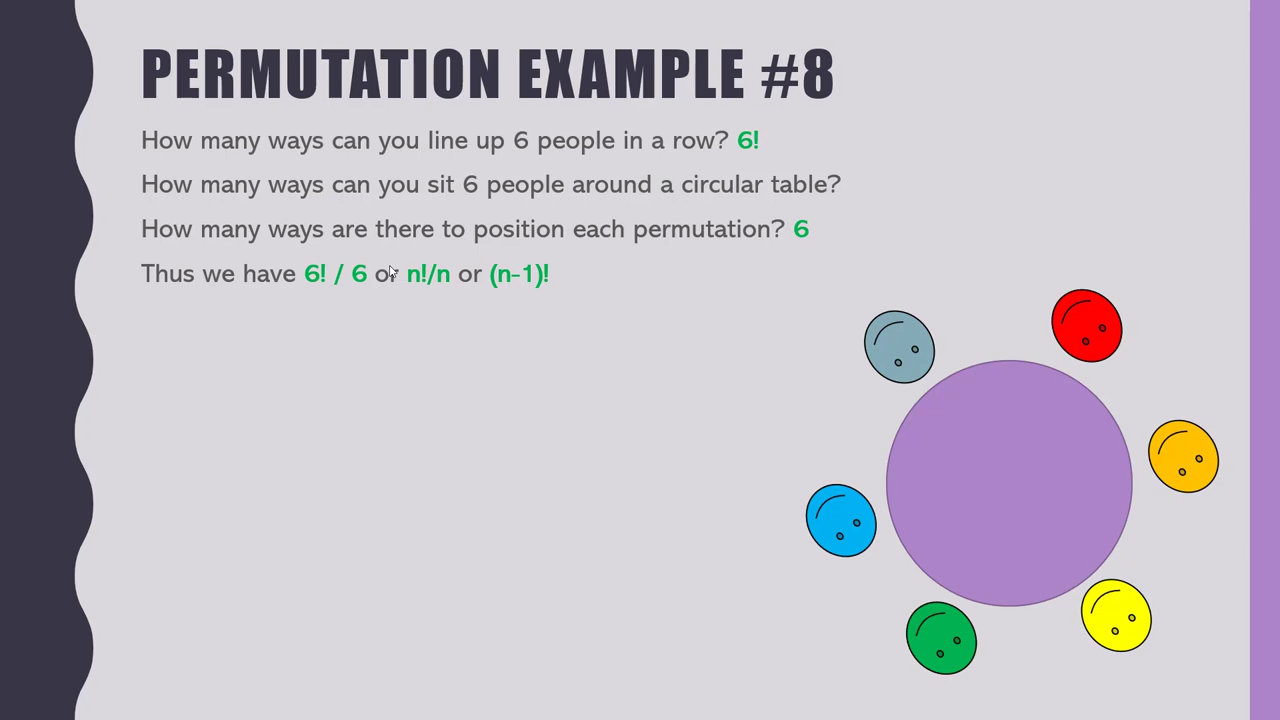 PERMUTATION EXAMPLE #8
How many ways can you line up 6 people in a row? 6!
How many ways can you sit 6 people around a circular table?
How many ways are there to position each permutation? 6
Thus we have 6! / 6 or n!/n or (n-1)!